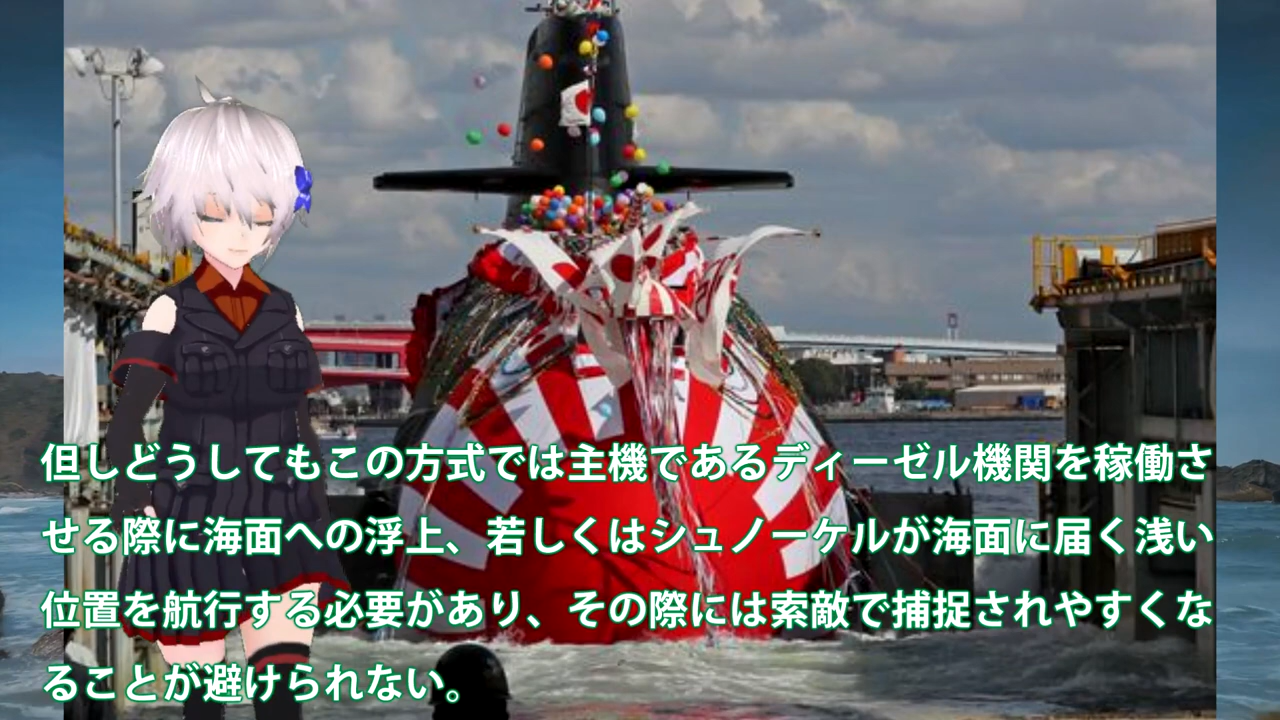 但しどうしてもこの方式では主機であるディーゼル機関を稼働さ
せる際に海面への浮上、若しくはシュノーケルが海面に届く浅い
位置を航行する必要があり、その際には索敵で捕捉されやすくな
ることが避けられない。